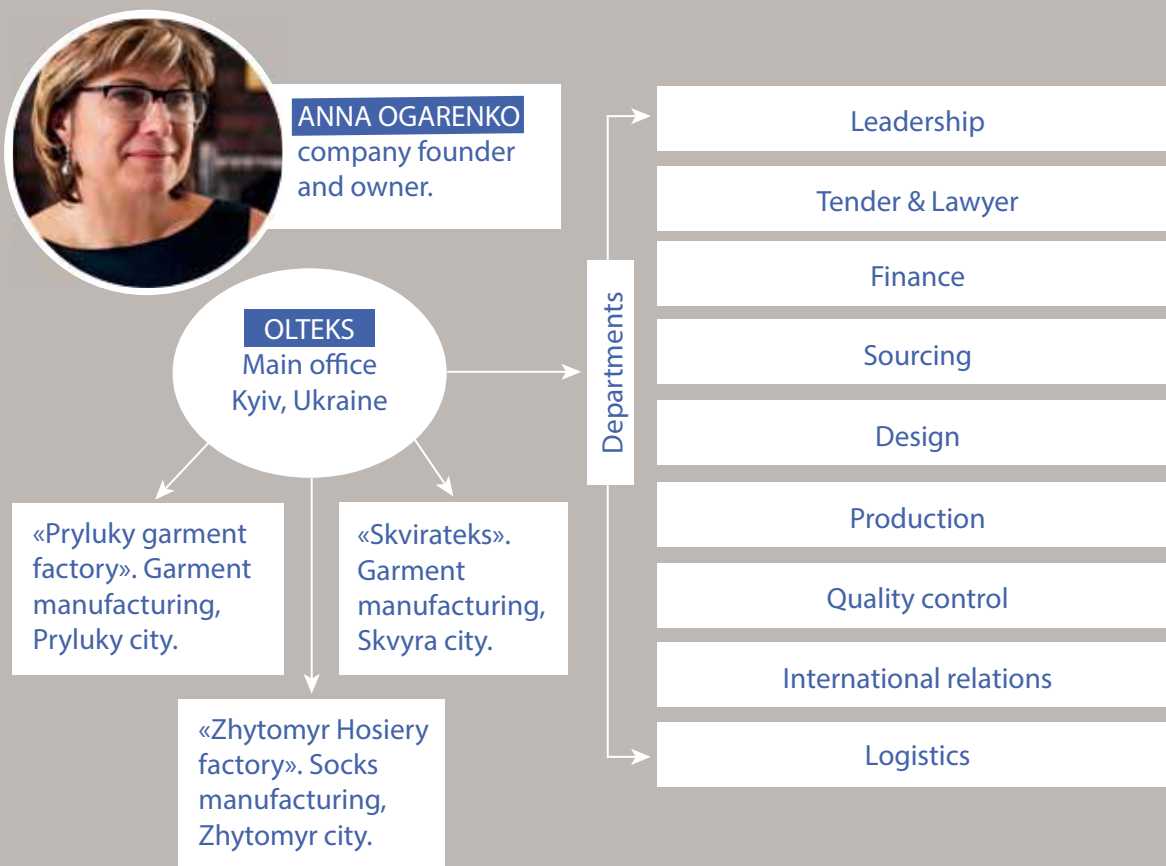 ANNA OGARENKO
company founder
and owner.
OLTEKS
Main office
Kyiv, Ukraine
«Pryluky garment
factory». Garment
manufacturing,
Pryluky city.
«Skvirateks».
Garment
manufacturing,
Skvyra city.
«Zhytomyr Hosiery
factory». Socks
manufacturing,
Zhytomyr city.
Departments
Leadership
Tender & Lawyer
Finance
Sourcing
Design
Production
Quality control
International relations
Logistics